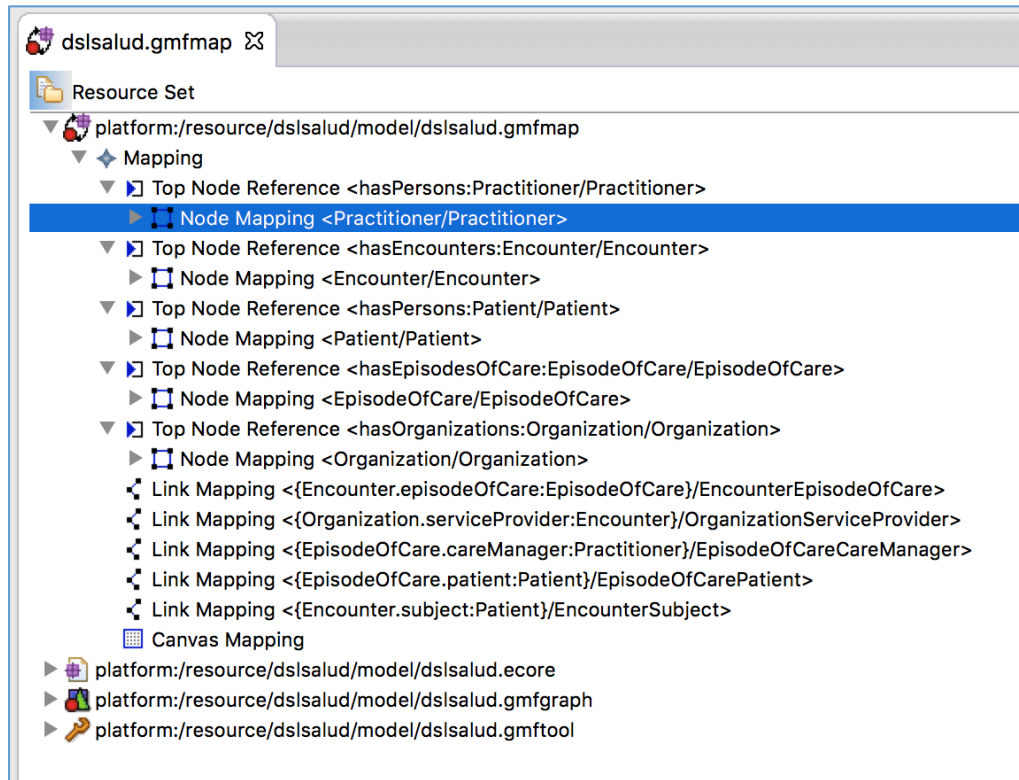 dslsalud.gmfmap
Resource Set
platform:/resource/dslsalud/model/dslsalud.gmfmap
Mapping
Top Node Reference <hasPersons:Practitioner/Practitioner>
Node Mapping <Practitioner/Practitioner>
Top Node Reference <hasEncounters:Encounter/Encounter>
Node Mapping <Encounter/Encounter>
Top Node Reference <hasPersons:Patient/Patient>
Node Mapping <Patient/Patient>
Top Node Reference <hasEpisodesOfCare:EpisodeOfCare/EpisodeOfCare>
Node Mapping <EpisodeOfCare/EpisodeOfCare>
Top Node Reference <hasOrganizations:Organization/Organization>
Node Mapping <Organization/Organization>
Link Mapping <{Encounter.episodeOfCare:EpisodeOfCare}/EncounterEpisodeOfCare>
Link Mapping <{Organization.serviceProvider:Encounter}/OrganizationServiceProvider>
Link Mapping <{EpisodeOfCare.careManager:Practitioner}/EpisodeOfCareCareManager>
Link Mapping <{EpisodeOfCare.patient:Patient}/EpisodeOfCarePatient>
Link Mapping <{Encounter.subject:Patient}/EncounterSubject>
Canvas Mapping
platform:/resource/dslsalud/model/dslsalud.ecore
platform:/resource/dslsalud/model/dslsalud.gmfgraph
platform:/resource/dslsalud/model/dslsalud.gmftool